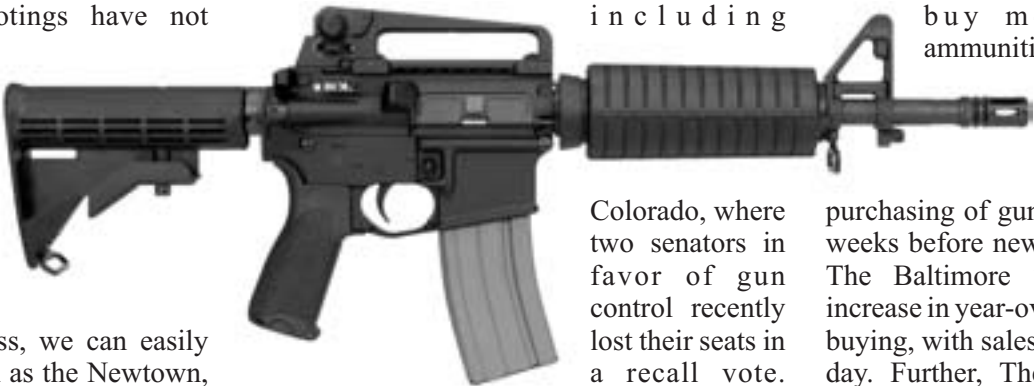 otings have not
ss, we can easily
as the Newtown,
including
Colorado, where
two senators in
favor of gun
control recently
lost their seats in
a recall vote.
buy m
ammuniti
purchasing of gun
weeks before new
The Baltimore
increase in year-ov
buying, with sales
day. Further, The